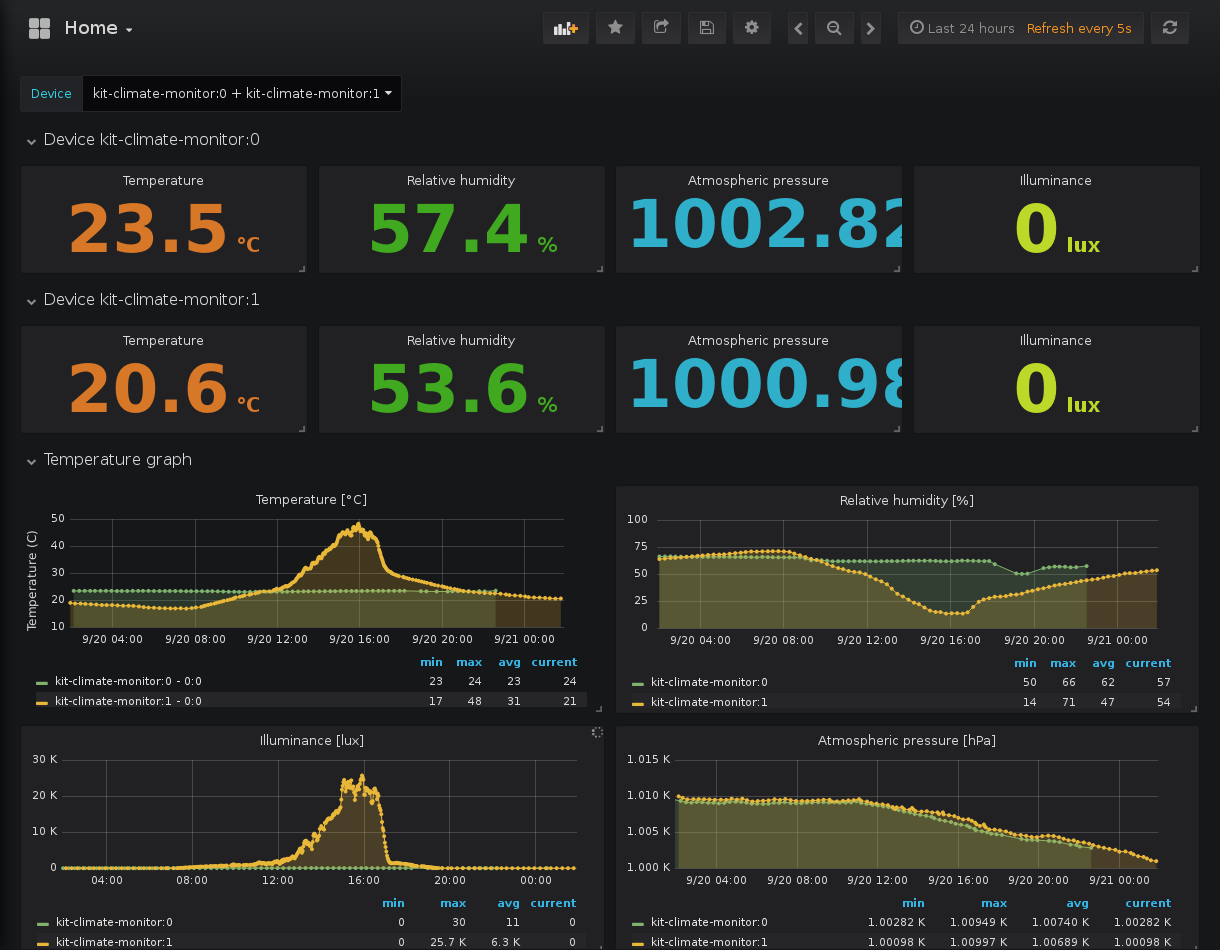 Home
Last 24 hours Refresh every 5s
Device kit-climate-monitor:0 + kit-climate-monitor:1
Device kit-climate-monitor:0
Temperature Relative humidity Atmospheric pressure Illuminance
23.5 °C 57.4 % 1002.82 0 lux
Device kit-climate-monitor:1
Temperature Relative humidity Atmospheric pressure Illuminance
20.6 °C 53.6 % 1000.98 0 lux
Temperature graph
Temperature [°C]
Temperature (C)
50
40
30
20
10
9/20 04:00 9/20 08:00 9/20 12:00 9/20 16:00 9/20 20:00 9/21 00:00
min max avg current
kit-climate-monitor:0 - 0:0 23 24 23 24
kit-climate-monitor:1 - 0:0 17 48 31 21
Relative humidity [%]
100
75
50
25
0
9/20 04:00 9/20 08:00 9/20 12:00 9/20 16:00 9/20 20:00 9/21 00:00
min max avg current
kit-climate-monitor:0 50 66 62 57
kit-climate-monitor:1 14 71 47 54
Illuminance [lux]
30 K
20 K
10 K
0
04:00 08:00 12:00 16:00 20:00 00:00
min max avg current
kit-climate-monitor:0 0 30 11 0
kit-climate-monitor:1 0 25.7 K 6.3 K 0
Atmospheric pressure [hPa]
1.015 K
1.010 K
1.005 K
1.000 K
9/20 04:00 9/20 08:00 9/20 12:00 9/20 16:00 9/20 20:00 9/21 00:00
min max avg current
kit-climate-monitor:0 1.00282 K 1.00949 K 1.00740 K 1.00282 K
kit-climate-monitor:1 1.00098 K 1.00997 K 1.00689 K 1.00098 K